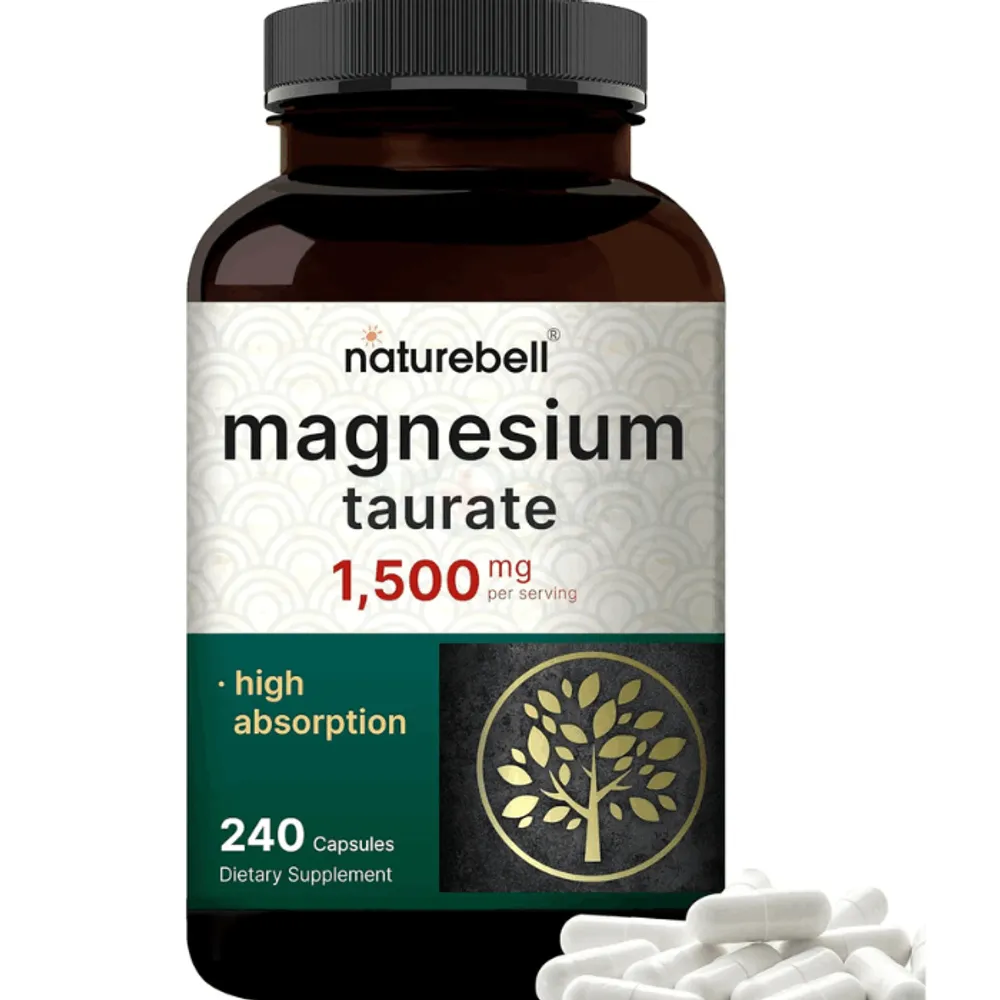 naturebell®
magnesium
taurate
1,500 mg
per serving
· high
absorption
240 Capsules
Dietary Supplement